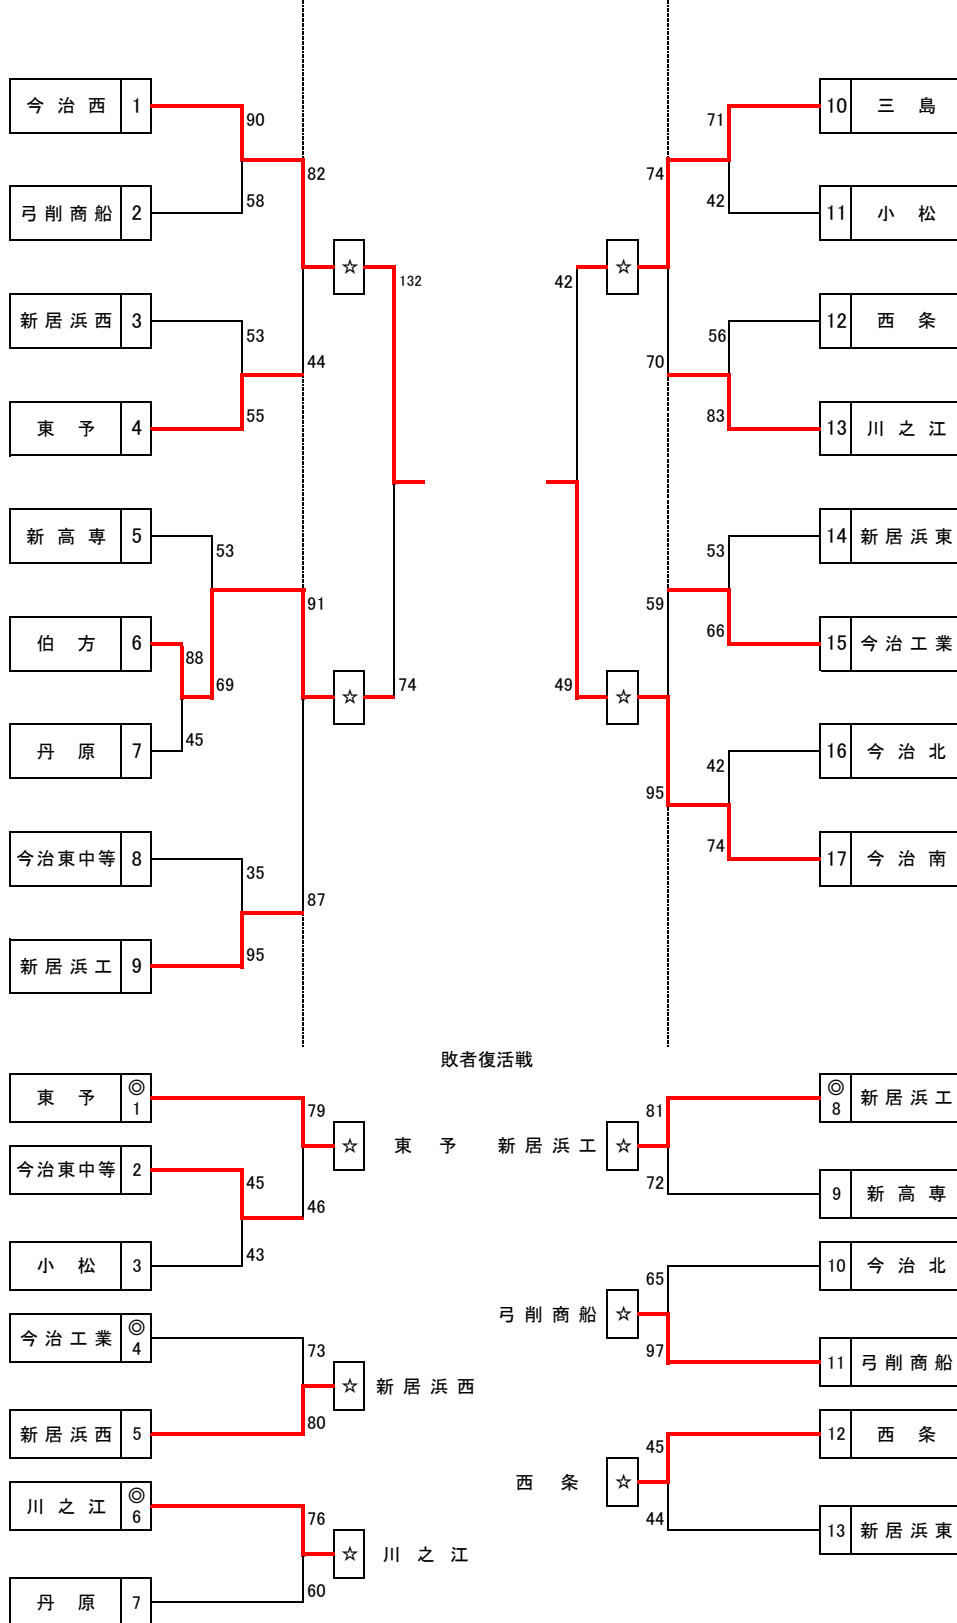 今治西 1
90
82
58
弓削商船 2
☆
132
新居浜西 3
53
44
東予 4
55
新高専 5
53
91
伯方 6
88
69
☆
74
丹原 7
45
今治東中等 8
35
87
新居浜工 9
95
10 三島
71
74
42
11 小松
☆
42
12 西条
56
70
83
13 川之江
14 新居浜東
53
59
66
15 今治工業
☆
49
16 今治北
42
95
74
17 今治南
敗者復活戦
東予 ◎1
79
☆ 東予
今治東中等 2
45
46
小松 3
43
今治工業 ◎4
73
☆ 新居浜西
新居浜西 5
80
川之江 ◎6
76
☆ 川之江
丹原 7
60
◎8 新居浜工
81
新居浜工 ☆
72
9 新高専
10 今治北
65
弓削商船 ☆
97
11 弓削商船
12 西条
45
西条 ☆
44
13 新居浜東